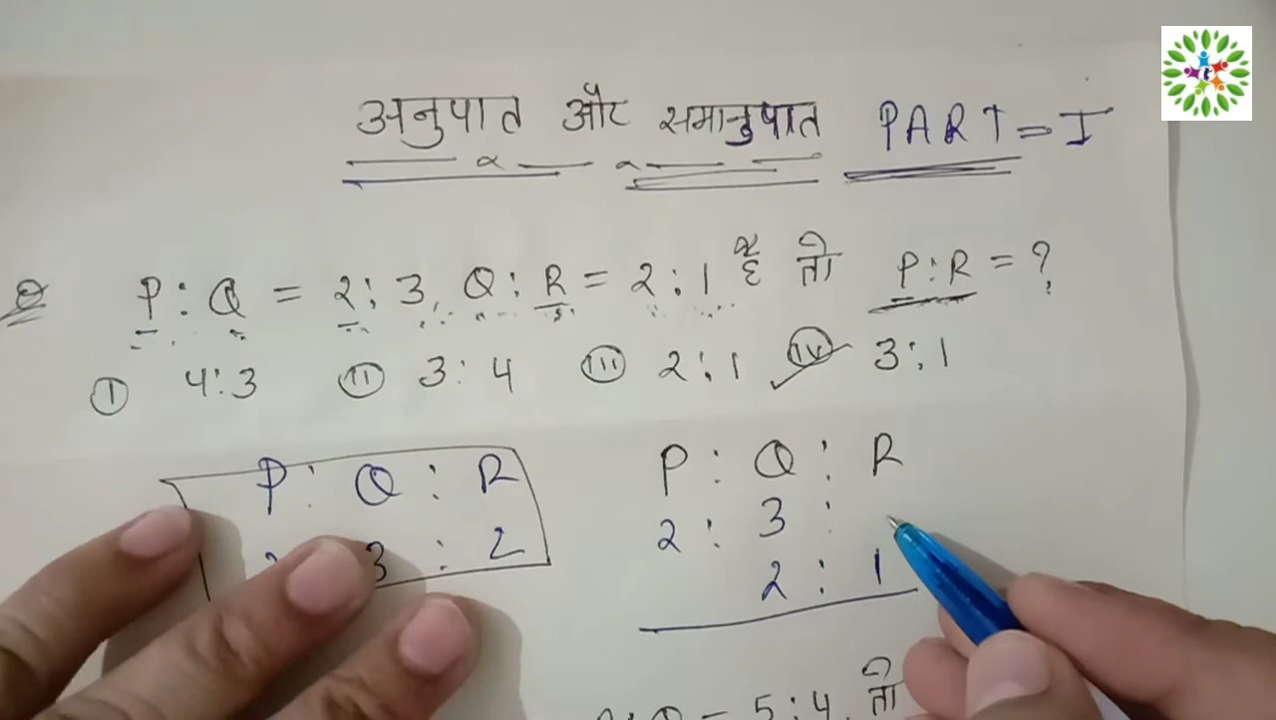 अनुपात और समानुपात PART = I
Q P : Q = 2 : 3, Q : R = 2 : 1 है तो P : R = ?
(I) 4 : 3 (II) 3 : 4 (III) 2 : 1 (IV) 3 : 1
P : Q : R
3 : 2
P : Q : R
2 : 3 :
2 : 1
Q = 5 : 4, तो